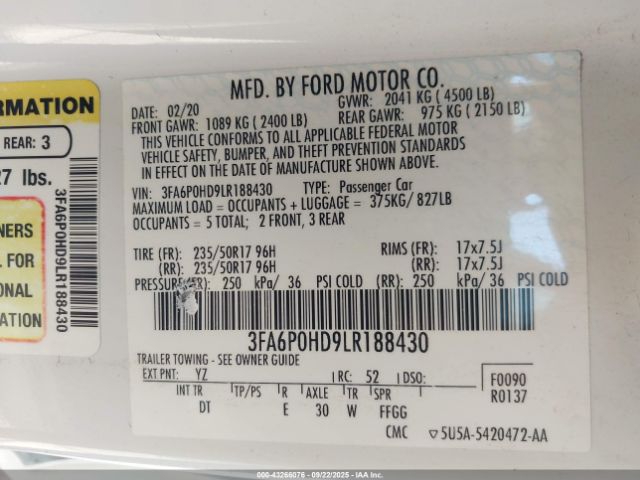 ORMATION
REAR: 3
27 lbs.
NERS
L FOR
ONAL
ATION
3FA6P0HD9LR188430
MFD. BY FORD MOTOR CO.
DATE: 02/20 GVWR: 2041 KG ( 4500 LB)
FRONT GAWR: 1089 KG ( 2400 LB) REAR GAWR: 975 KG ( 2150 LB)
THIS VEHICLE CONFORMS TO ALL APPLICABLE FEDERAL MOTOR
VEHICLE SAFETY, BUMPER, AND THEFT PREVENTION STANDARDS
IN EFFECT ON THE DATE OF MANUFACTURE SHOWN ABOVE.
VIN: 3FA6P0HD9LR188430 TYPE: Passenger Car
MAXIMUM LOAD = OCCUPANTS + LUGGAGE = 375KG/ 827LB
OCCUPANTS = 5 TOTAL; 2 FRONT, 3 REAR
TIRE (FR): 235/50R17 96H RIMS (FR): 17x7.5J
(RR): 235/50R17 96H (RR): 17x7.5J
PRESSURE(FR): 250 kPa/ 36 PSI COLD (RR): 250 kPa/ 36 PSI COLD
3FA6P0HD9LR188430
TRAILER TOWING - SEE OWNER GUIDE
EXT PNT: YZ RC: 52 DSO: F0090
R0137
INT TR TP/PS R AXLE TR SPR
DT E 30 W FFGG
CMC ▽5U5A-5420472-AA
000-43266076 | 09/22/2025 | IAAI.COM